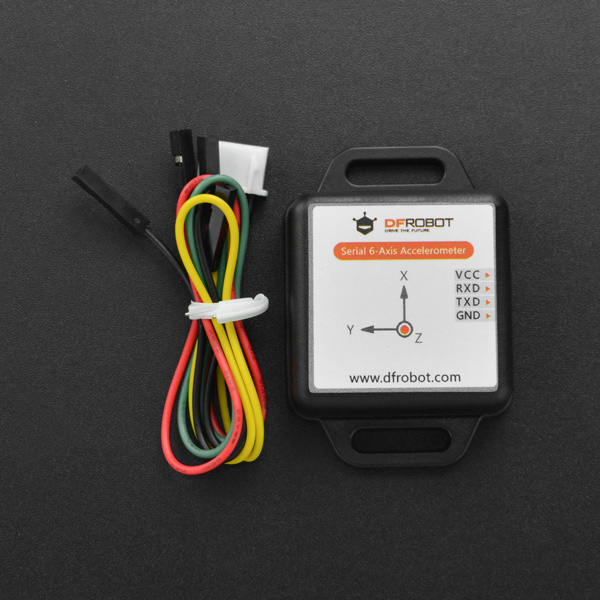 DFROBOT
DRIVE THE FUTURE
Serial 6-Axis Accelerometer
X
Y
Z
VCC
RXD
TXD
GND
www.dfrobot.com